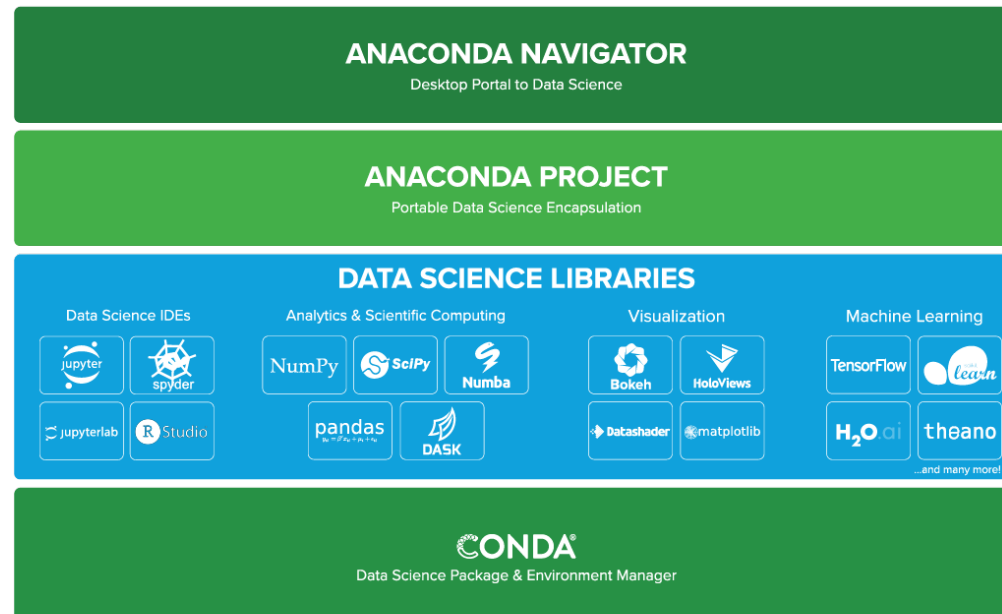 ANACONDA NAVIGATOR
Desktop Portal to Data Science
ANACONDA PROJECT
Portable Data Science Encapsulation
DATA SCIENCE LIBRARIES
Data Science IDEs
jupyter
spyder
jupyterlab
R Studio
Analytics & Scientific Computing
NumPy
SciPy
Numba
pandas
DASK
Visualization
Bokeh
HoloViews
Datashader
matplotlib
Machine Learning
TensorFlow
learn
H2O.ai
theano
...and many more!
CONDA®
Data Science Package & Environment Manager